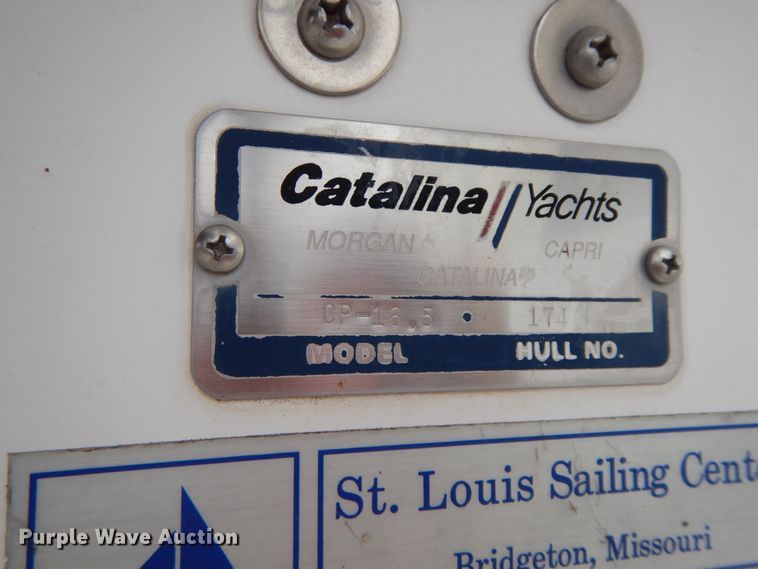 Catalina Yachts
MORGAN CAPRI
CATALINA
CP-16.5 • 174
MODEL HULL NO.
St. Louis Sailing Cent
Bridgeton, Missouri
Purple Wave Auction